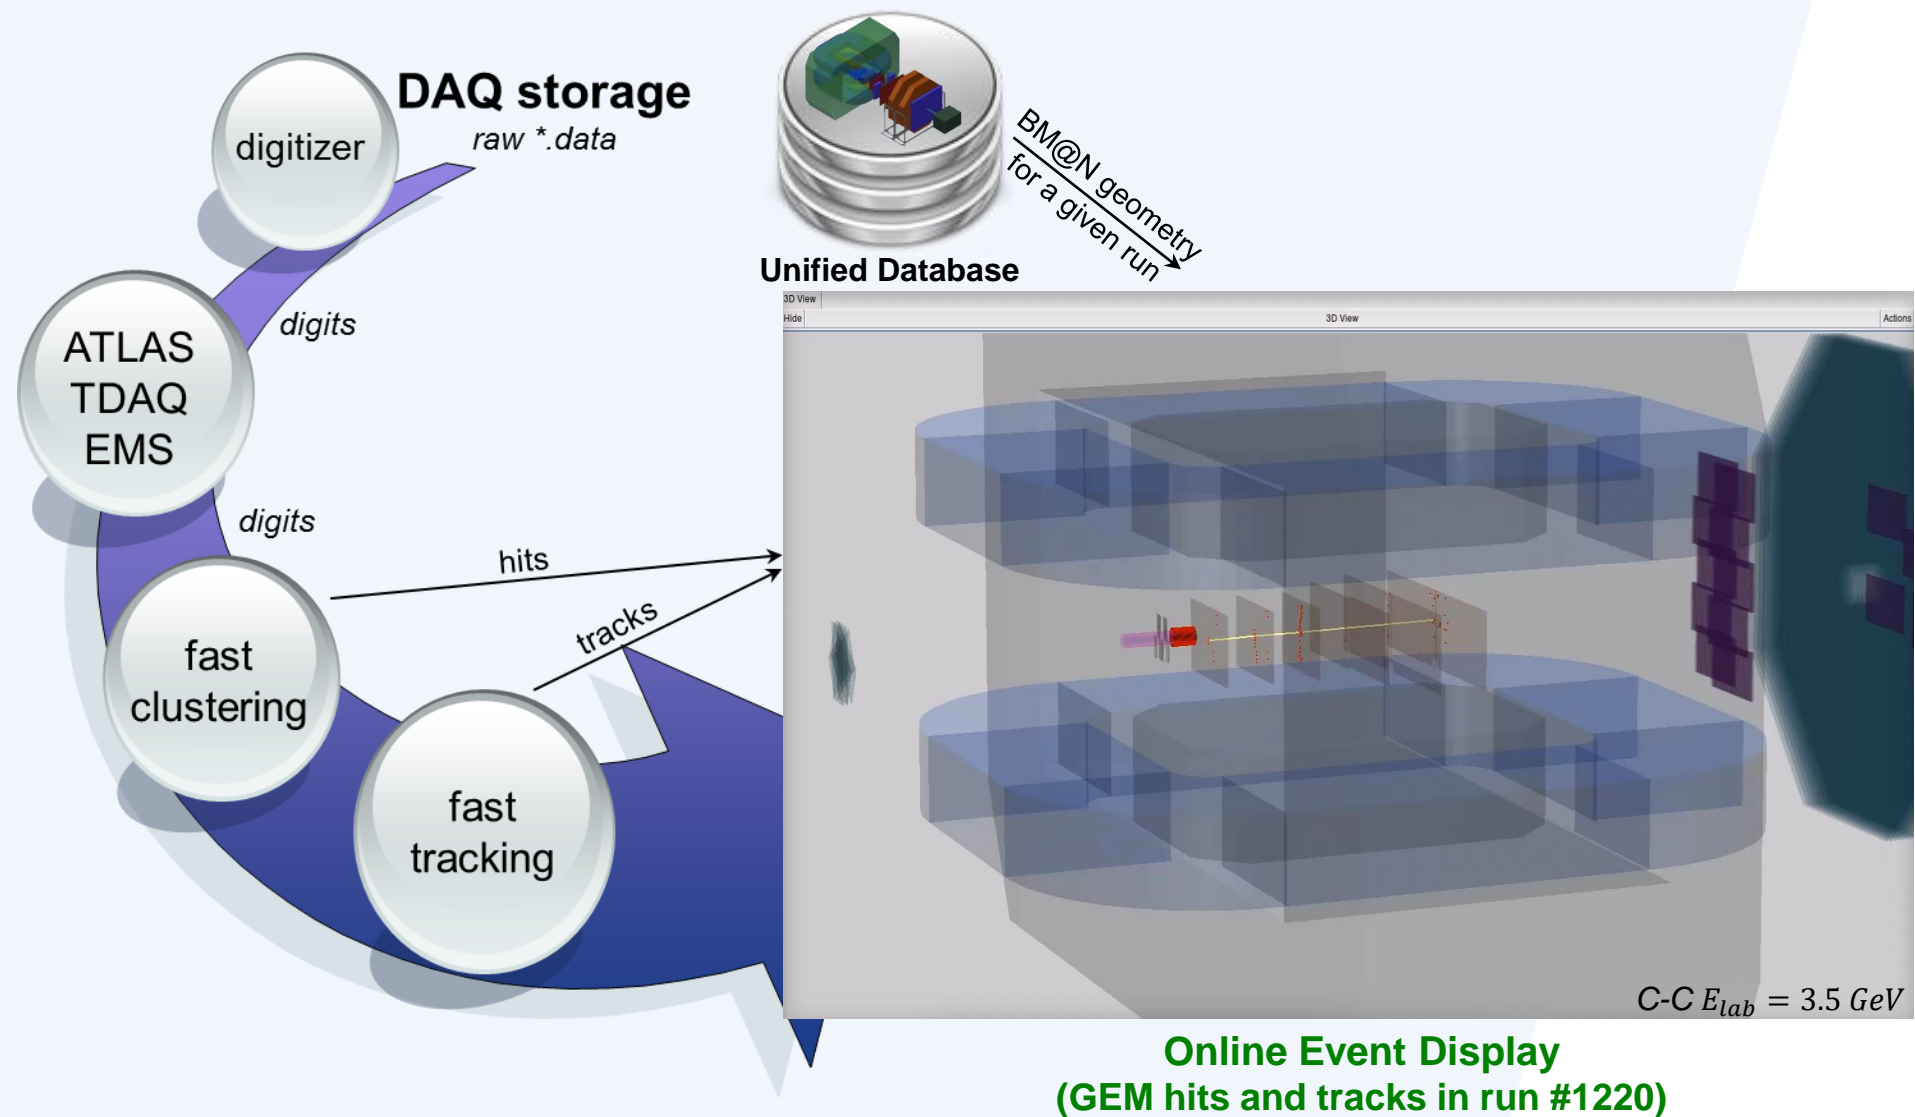 DAQ storage
raw *.data
digitizer
digits
ATLAS
TDAQ
EMS
digits
fast
clustering
hits
tracks
fast
tracking
Unified Database
BM@N geometry
for a given run
3D View
Hide
3D View
Actions
C-C E_lab = 3.5 GeV
Online Event Display
(GEM hits and tracks in run #1220)